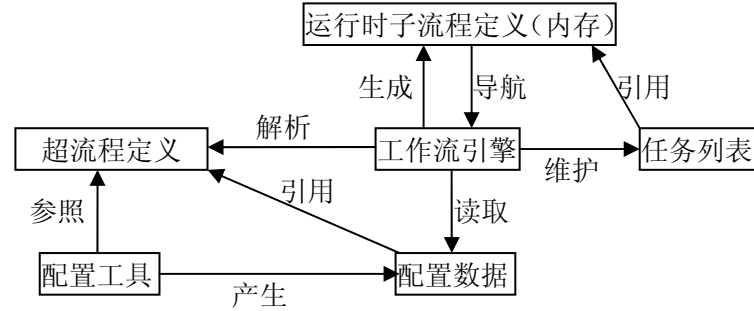 运行时子流程定义(内存)
生成
导航
引用
解析
超流程定义
工作流引擎
任务列表
维护
参照
引用
读取
配置工具
配置数据
产生